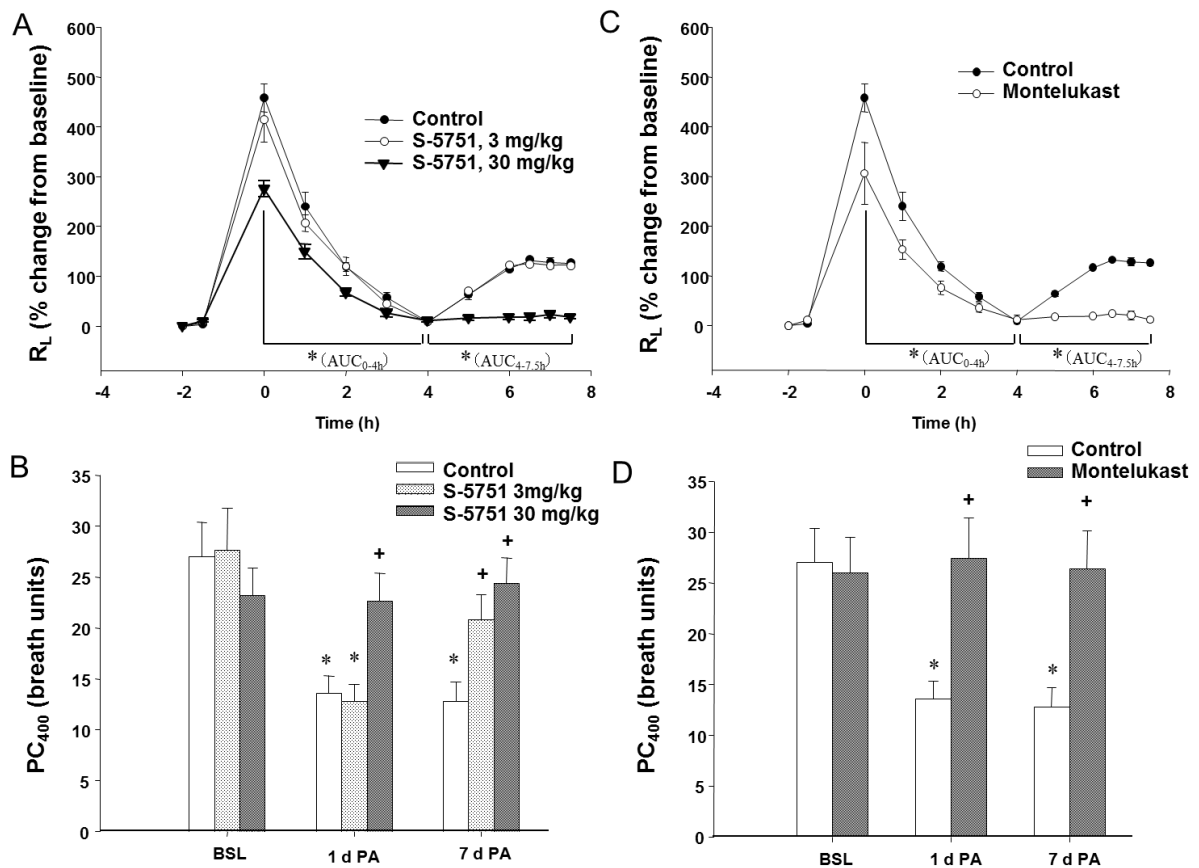 A
R_L (% change from baseline)
600
500
400
300
200
100
0
Control
S-5751, 3 mg/kg
S-5751, 30 mg/kg
* (AUC0-4h)
* (AUC4-7.5h)
-4
-2
0
2
4
6
8
Time (h)
C
R_L (% change from baseline)
600
500
400
300
200
100
0
Control
Montelukast
* (AUC0-4h)
* (AUC4-7.5h)
-4
-2
0
2
4
6
8
Time (h)
B
PC400 (breath units)
35
30
25
20
15
10
5
0
Control
S-5751 3mg/kg
S-5751 30 mg/kg
* * +
* + +
BSL
1 d PA
7 d PA
D
PC400 (breath units)
35
30
25
20
15
10
5
0
Control
Montelukast
* +
* +
BSL
1 d PA
7 d PA